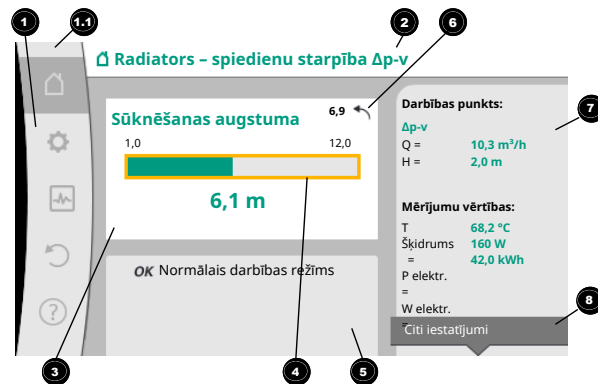 1
1.1
2
6
Radiators – spiedienu starpība Δp-v
Sūknēšanas augstuma
6,9
1,0
12,0
6,1 m
OK Normālais darbības režīms
Darbības punkts:
Δp-v
Q = 10,3 m³/h
H = 2,0 m
Mērījumu vērtības:
T 68,2 °C
Šķidrums 160 W
= 42,0 kWh
P elektr.
=
W elektr.
=
Citi iestatījumi
7
8
3
4
5